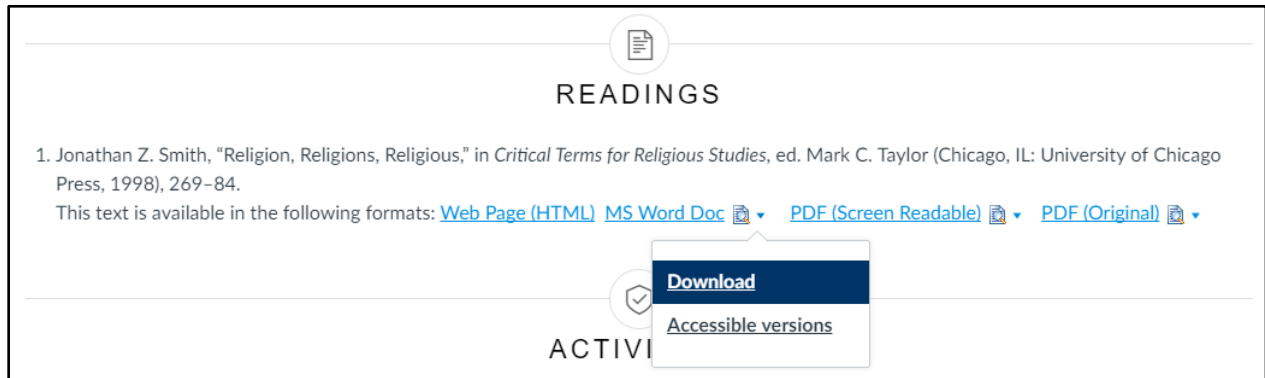 READINGS
1. Jonathan Z. Smith, “Religion, Religions, Religious,” in Critical Terms for Religious Studies, ed. Mark C. Taylor (Chicago, IL: University of Chicago
Press, 1998), 269–84.
This text is available in the following formats: Web Page (HTML) MS Word Doc PDF (Screen Readable) PDF (Original)
Download
Accessible versions
ACTIVI